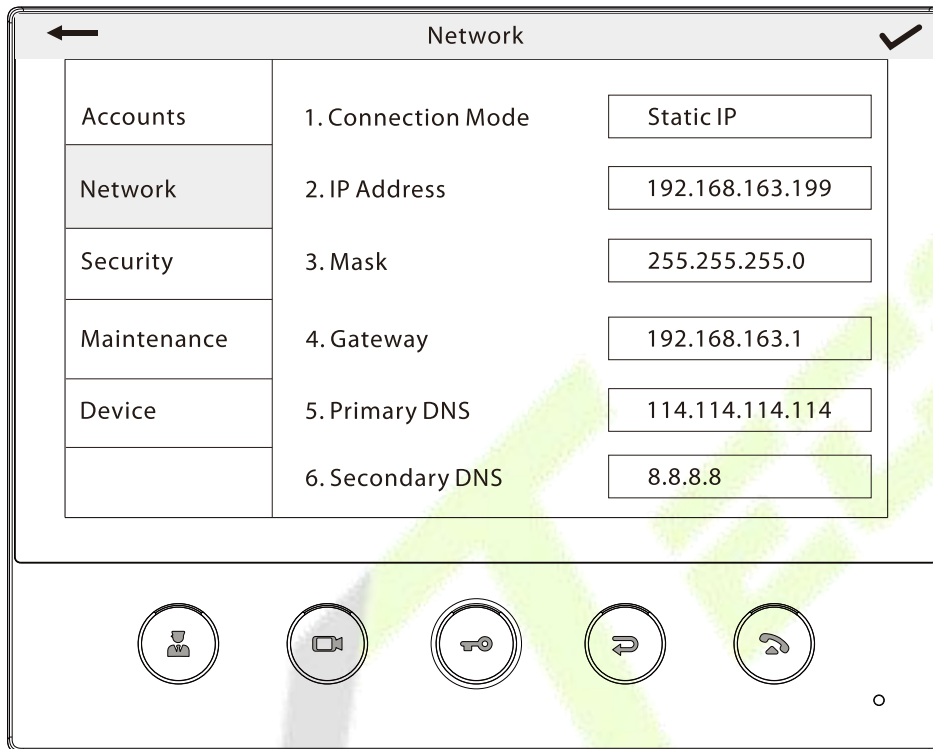 Network
Accounts
Network
Security
Maintenance
Device
1. Connection Mode Static IP
2. IP Address 192.168.163.199
3. Mask 255.255.255.0
4. Gateway 192.168.163.1
5. Primary DNS 114.114.114.114
6. Secondary DNS 8.8.8.8